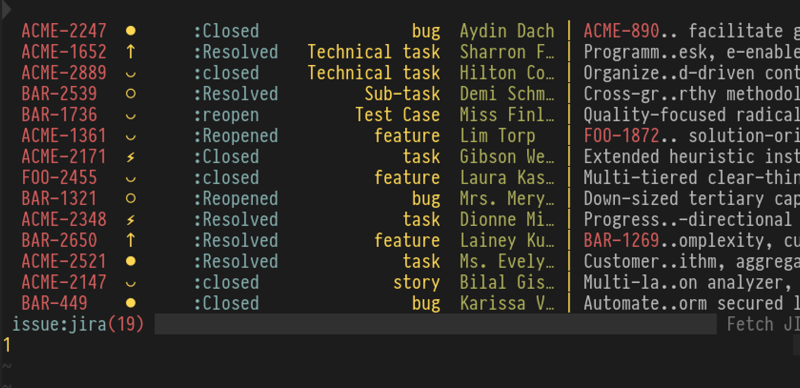 ACME-2247 ● :Closed bug Aydin Dach | ACME-890.. facilitate
ACME-1652 ↑ :Resolved Technical task Sharron F… | Programm..esk, e-enable
ACME-2889 ◡ :closed Technical task Hilton Co… | Organize..d-driven cont
BAR-2539 ○ :Resolved Sub-task Demi Schm… | Cross-gr..rthy methodol
BAR-1736 ◡ :reopen Test Case Miss Finl… | Quality-focused radical
ACME-1361 ◡ :Reopened feature Lim Torp | FOO-1872.. solution-ori
ACME-2171 ⚡ :Closed task Gibson We… | Extended heuristic inst
FOO-2455 ◡ :closed feature Laura Kas… | Multi-tiered clear-thin
BAR-1321 ○ :Reopened bug Mrs. Mery… | Down-sized tertiary cap
ACME-2348 ⚡ :Resolved task Dionne Mi… | Progress..-directional
BAR-2650 ↑ :Resolved feature Lainey Ku… | BAR-1269..omplexity, cu
ACME-2521 ● :Resolved task Ms. Evely… | Customer..ithm, aggrega
ACME-2147 ◡ :closed story Bilal Gis… | Multi-la..on analyzer,
BAR-449 ● :Closed bug Karissa V… | Automate..orm secured l
issue:jira(19) Fetch JI
1
~